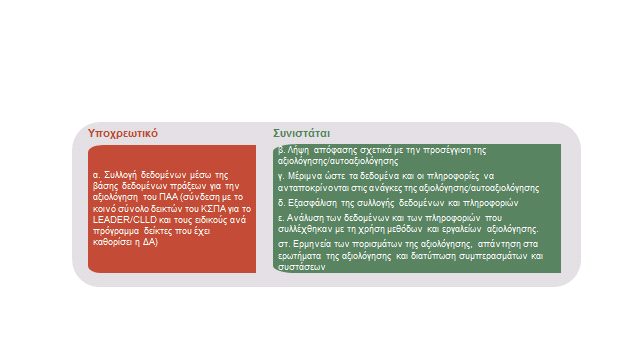 Υποχρεωτικό
α. Συλλογή δεδομένων μέσω της
βάσης δεδομένων πράξεων για την
αξιολόγηση του ΠΑΑ (σύνδεση με το
κοινό σύνολο δεικτών του ΚΣΠΑ για το
LEADER/CLLD και τους ειδικούς ανά
πρόγραμμα δείκτες που έχει
καθορίσει η ΔΑ)
Συνιστάται
β. Λήψη απόφασης σχετικά με την προσέγγιση της
αξιολόγησης/αυτοαξιολόγησης
γ. Μέριμνα ώστε τα δεδομένα και οι πληροφορίες να
ανταποκρίνονται στις ανάγκες της αξιολόγησης/αυτοαξιολόγησης
δ. Εξασφάλιση της συλλογής δεδομένων και πληροφοριών
ε. Ανάλυση των δεδομένων και των πληροφοριών που
συλλέχθηκαν με τη χρήση μεθόδων και εργαλείων αξιολόγησης.
στ. Ερμηνεία των πορισμάτων της αξιολόγησης, απάντηση στα
ερωτήματα της αξιολόγησης και διατύπωση συμπερασμάτων και
συστάσεων